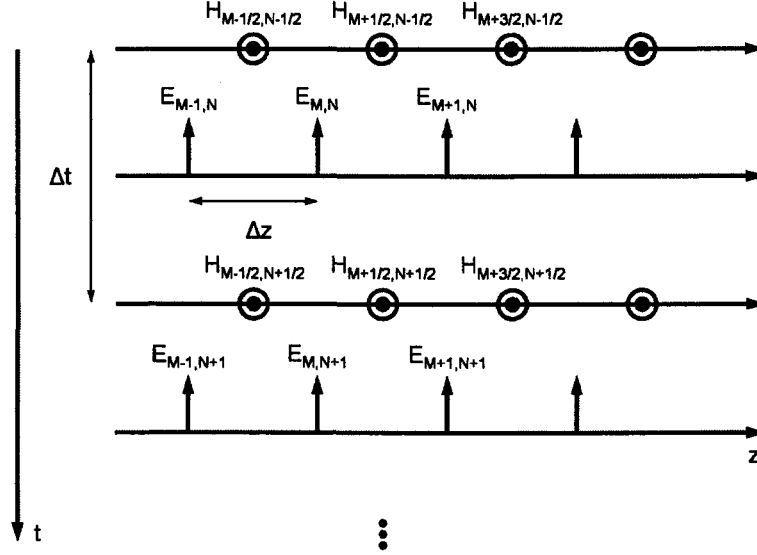 H_{M-1/2,N-1/2} H_{M+1/2,N-1/2} H_{M+3/2,N-1/2}
E_{M-1,N} E_{M,N} E_{M+1,N}
Δt
Δz
H_{M-1/2,N+1/2} H_{M+1/2,N+1/2} H_{M+3/2,N+1/2}
E_{M-1,N+1} E_{M,N+1} E_{M+1,N+1}
z
t